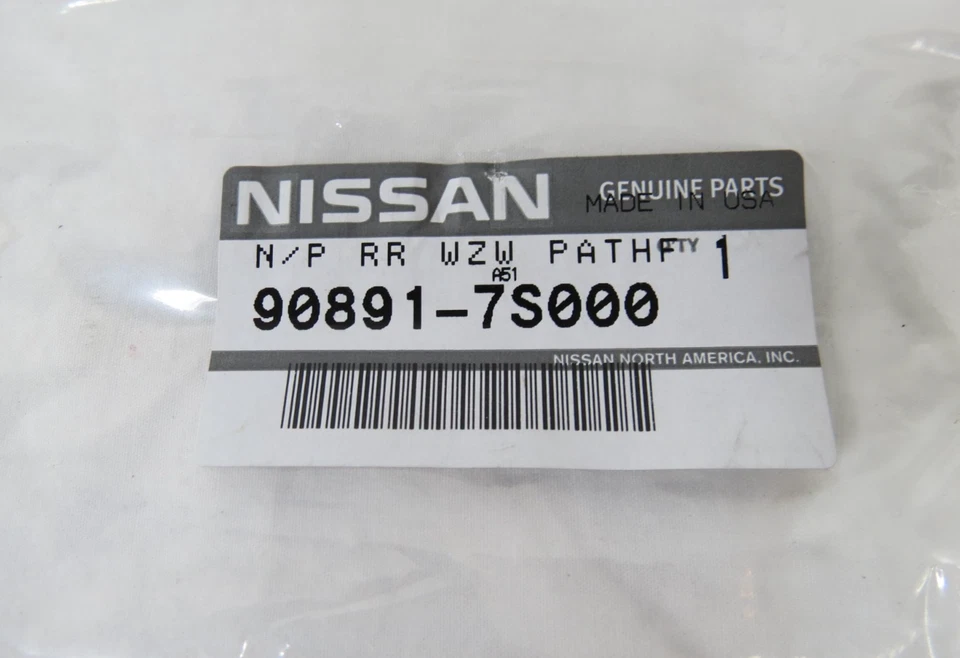 NISSAN GENUINE PARTS
MADE IN USA
N/P RR WZW PATHF QTY 1
A51
90891-7S000
NISSAN NORTH AMERICA, INC.